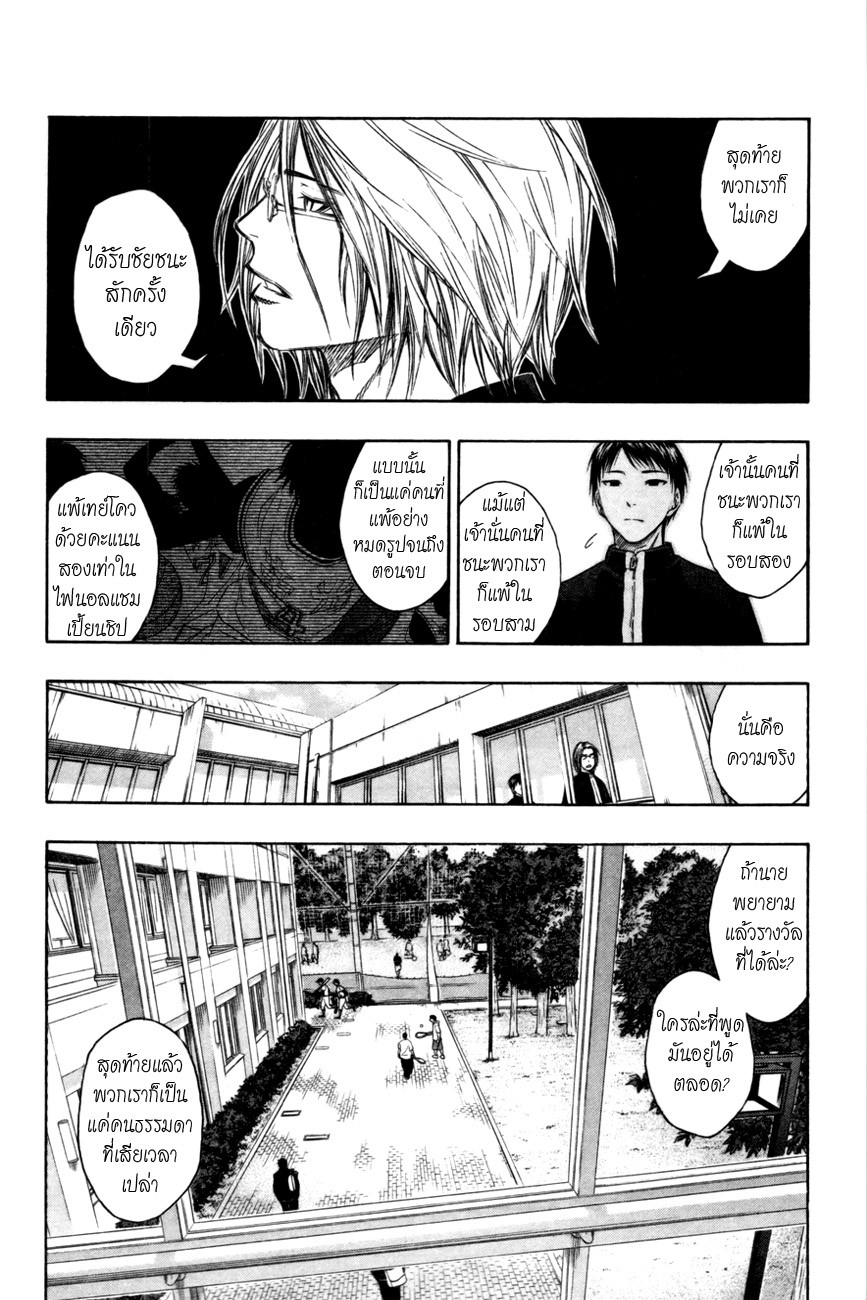 สุดท้าย
พวกเราก็
ไม่เคย
ได้รับชัยชนะ
สักครั้ง
เดียว
เจ้านั้นคนที่
ชนะพวกเรา
ก็แพ้ใน
รอบสอง
แม้แต่
เจ้านั่นคนที่
ชนะพวกเรา
ก็แพ้ใน
รอบสาม
แบบนั้น
ก็เป็นแค่คนที่
แพ้อย่าง
หมดรูปจนถึง
ตอนจบ
แพ้เทย์โคว
ด้วยคะแนน
สองเท่าใน
ไฟนอลแชม
เปี้ยนชิป
นั่นคือ
ความจริง
ถ้านาย
พยายาม
แล้วรางวัล
ที่ได้ล่ะ?
ใครล่ะที่พูด
มันอยู่ได้
ตลอด?
สุดท้ายแล้ว
พวกเราก็เป็น
แค่คนธรรมดา
ที่เสียเวลา
เปล่า